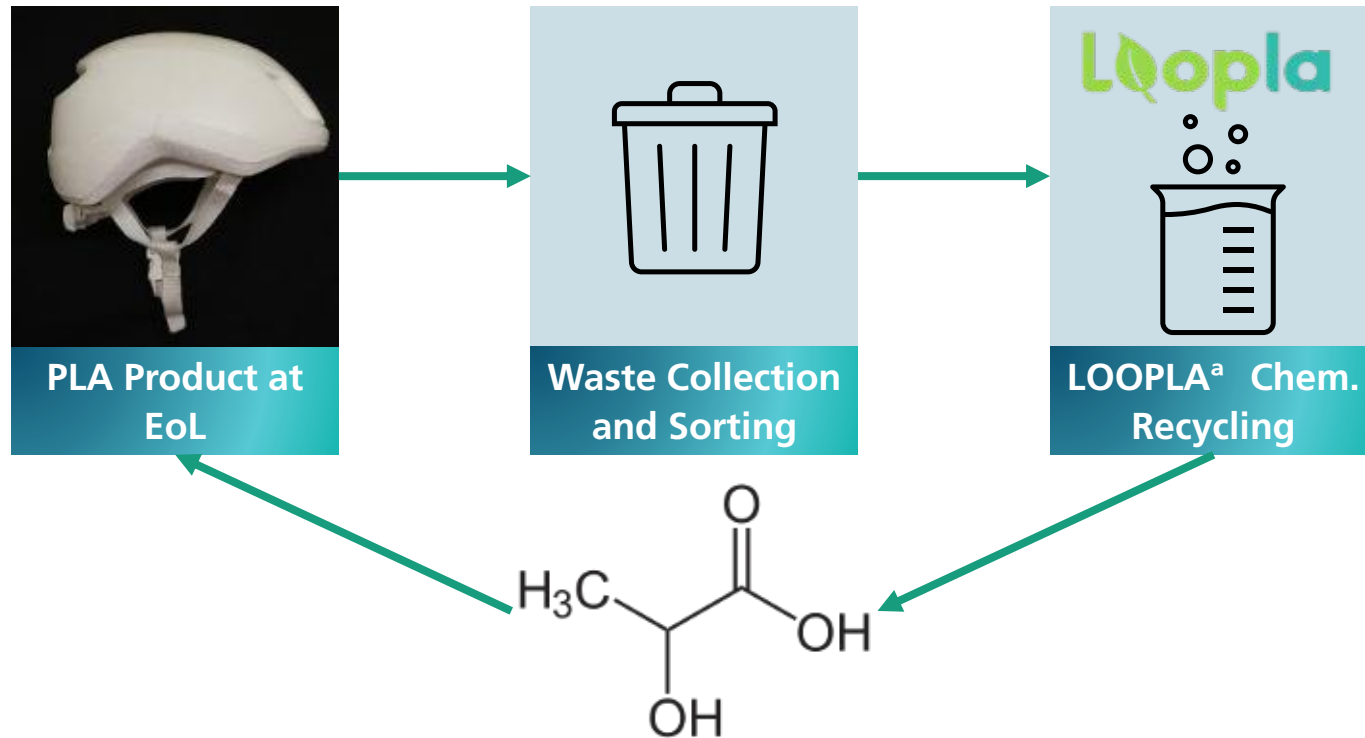 Loopla
PLA Product at
EoL
Waste Collection
and Sorting
LOOPLAᵃ Chem.
Recycling
O
H₃C
OH
OH